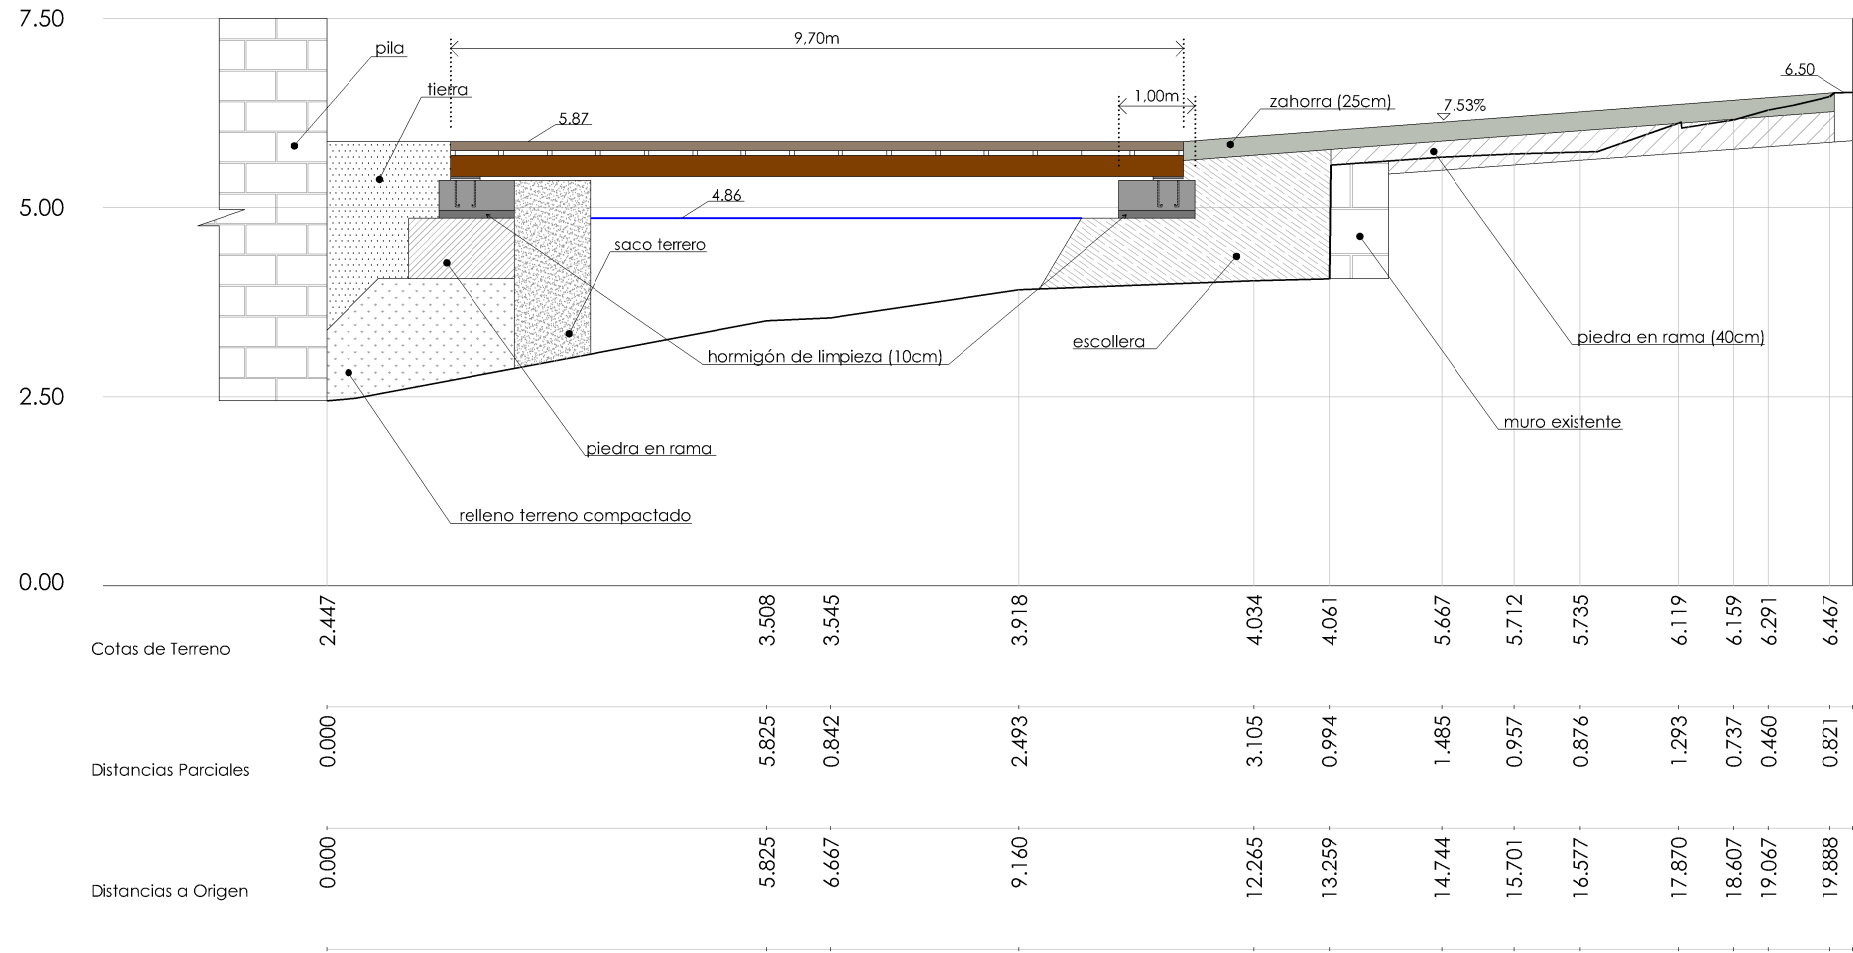 7.50
9,70m
pila
6.50
tierra
1,00m
zahorra (25cm)
7,53%
5.87
5.00
4.86
saco terrero
escollera
piedra en rama (40cm)
hormigón de limpieza (10cm)
2.50
muro existente
piedra en rama
relleno terreno compactado
0.00
Cotas de Terreno
2.447 3.508 3.545 3.918 4.034 4.061 5.667 5.712 5.735 6.119 6.159 6.291 6.467
Distancias Parciales
0.000 5.825 0.842 2.493 3.105 0.994 1.485 0.957 0.876 1.293 0.737 0.460 0.821
Distancias a Origen
0.000 5.825 6.667 9.160 12.265 13.259 14.744 15.701 16.577 17.870 18.607 19.067 19.888